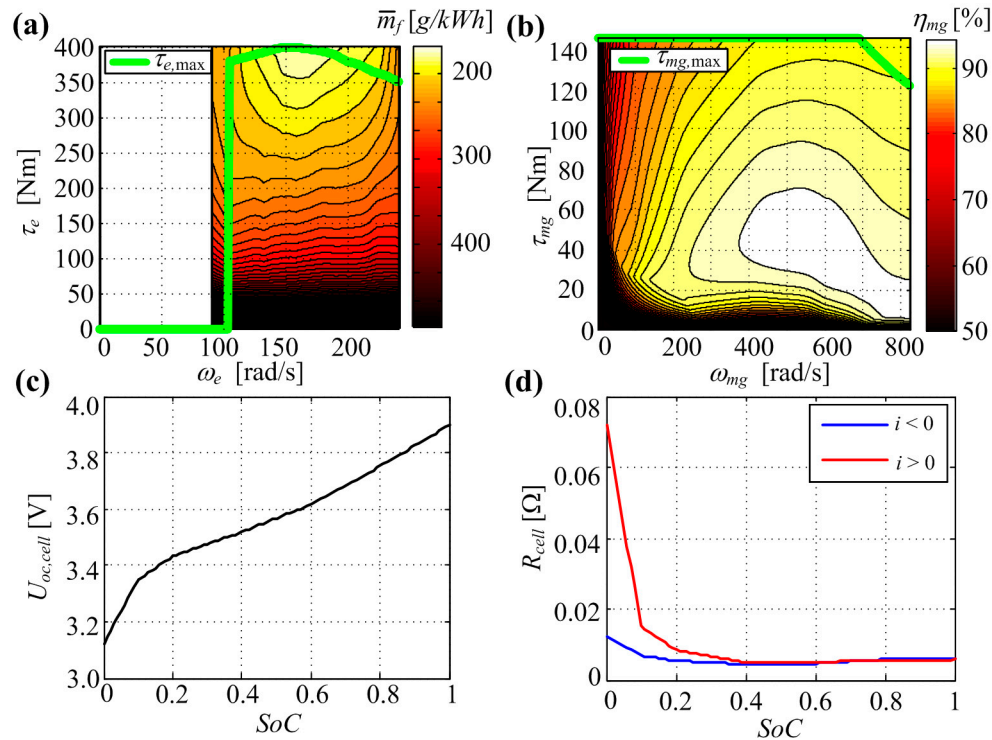 (a)
m̅f [g/kWh]
τe,max
τe [Nm]
400
350
300
250
200
150
100
50
0
0 50 100 150 200
ωe [rad/s]
200
300
400
(b)
ηmg [%]
τmg,max
τmg [Nm]
140
120
100
80
60
40
20
0
0 200 400 600 800
ωmg [rad/s]
90
80
70
60
50
(c)
Uoc,cell [V]
4.0
3.8
3.6
3.4
3.2
3.0
0 0.2 0.4 0.6 0.8 1
SoC
(d)
Rcell [Ω]
0.08
0.06
0.04
0.02
0
i < 0
i > 0
0 0.2 0.4 0.6 0.8 1
SoC